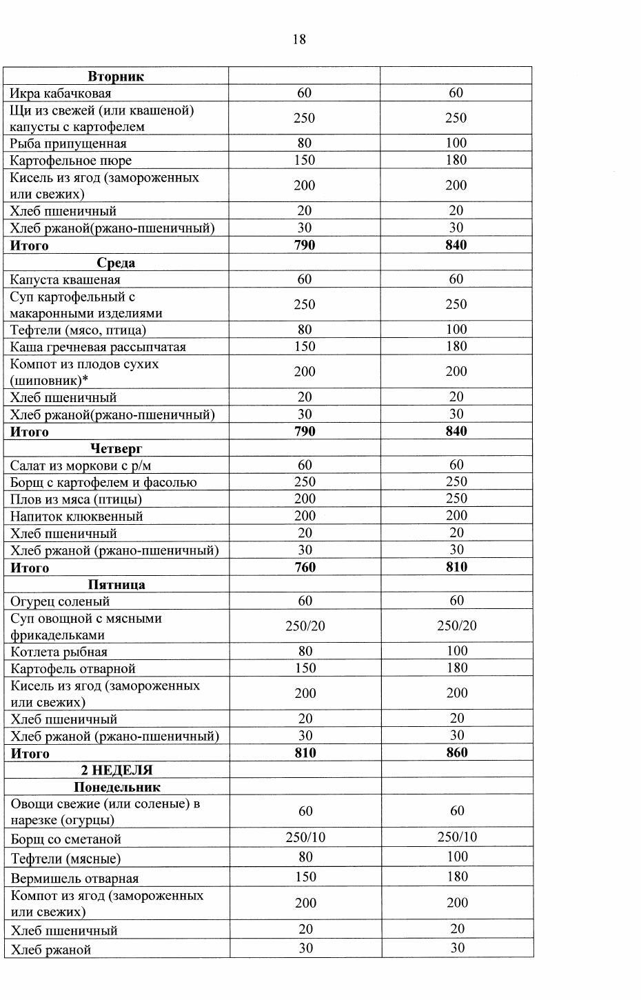 18
Вторник
Икра кабачковая 60 60
Щи из свежей (или квашеной)
капусты с картофелем 250 250
Рыба припущенная 80 100
Картофельное пюре 150 180
Кисель из ягод (замороженных
или свежих) 200 200
Хлеб пшеничный 20 20
Хлеб ржаной(ржано-пшеничный) 30 30
Итого 790 840
Среда
Капуста квашеная 60 60
Суп картофельный с
макаронными изделиями 250 250
Тефтели (мясо, птица) 80 100
Каша гречневая рассыпчатая 150 180
Компот из плодов сухих
(шиповник)* 200 200
Хлеб пшеничный 20 20
Хлеб ржаной(ржано-пшеничный) 30 30
Итого 790 840
Четверг
Салат из моркови с р/м 60 60
Борщ с картофелем и фасолью 250 250
Плов из мяса (птицы) 200 250
Напиток клюквенный 200 200
Хлеб пшеничный 20 20
Хлеб ржаной (ржано-пшеничный) 30 30
Итого 760 810
Пятница
Огурец соленый 60 60
Суп овощной с мясными
фрикадельками 250/20 250/20
Котлета рыбная 80 100
Картофель отварной 150 180
Кисель из ягод (замороженных
или свежих) 200 200
Хлеб пшеничный 20 20
Хлеб ржаной (ржано-пшеничный) 30 30
Итого 810 860
2 НЕДЕЛЯ
Понедельник
Овощи свежие (или соленые) в
нарезке (огурцы) 60 60
Борщ со сметаной 250/10 250/10
Тефтели (мясные) 80 100
Вермишель отварная 150 180
Компот из ягод (замороженных
или свежих) 200 200
Хлеб пшеничный 20 20
Хлеб ржаной 30 30